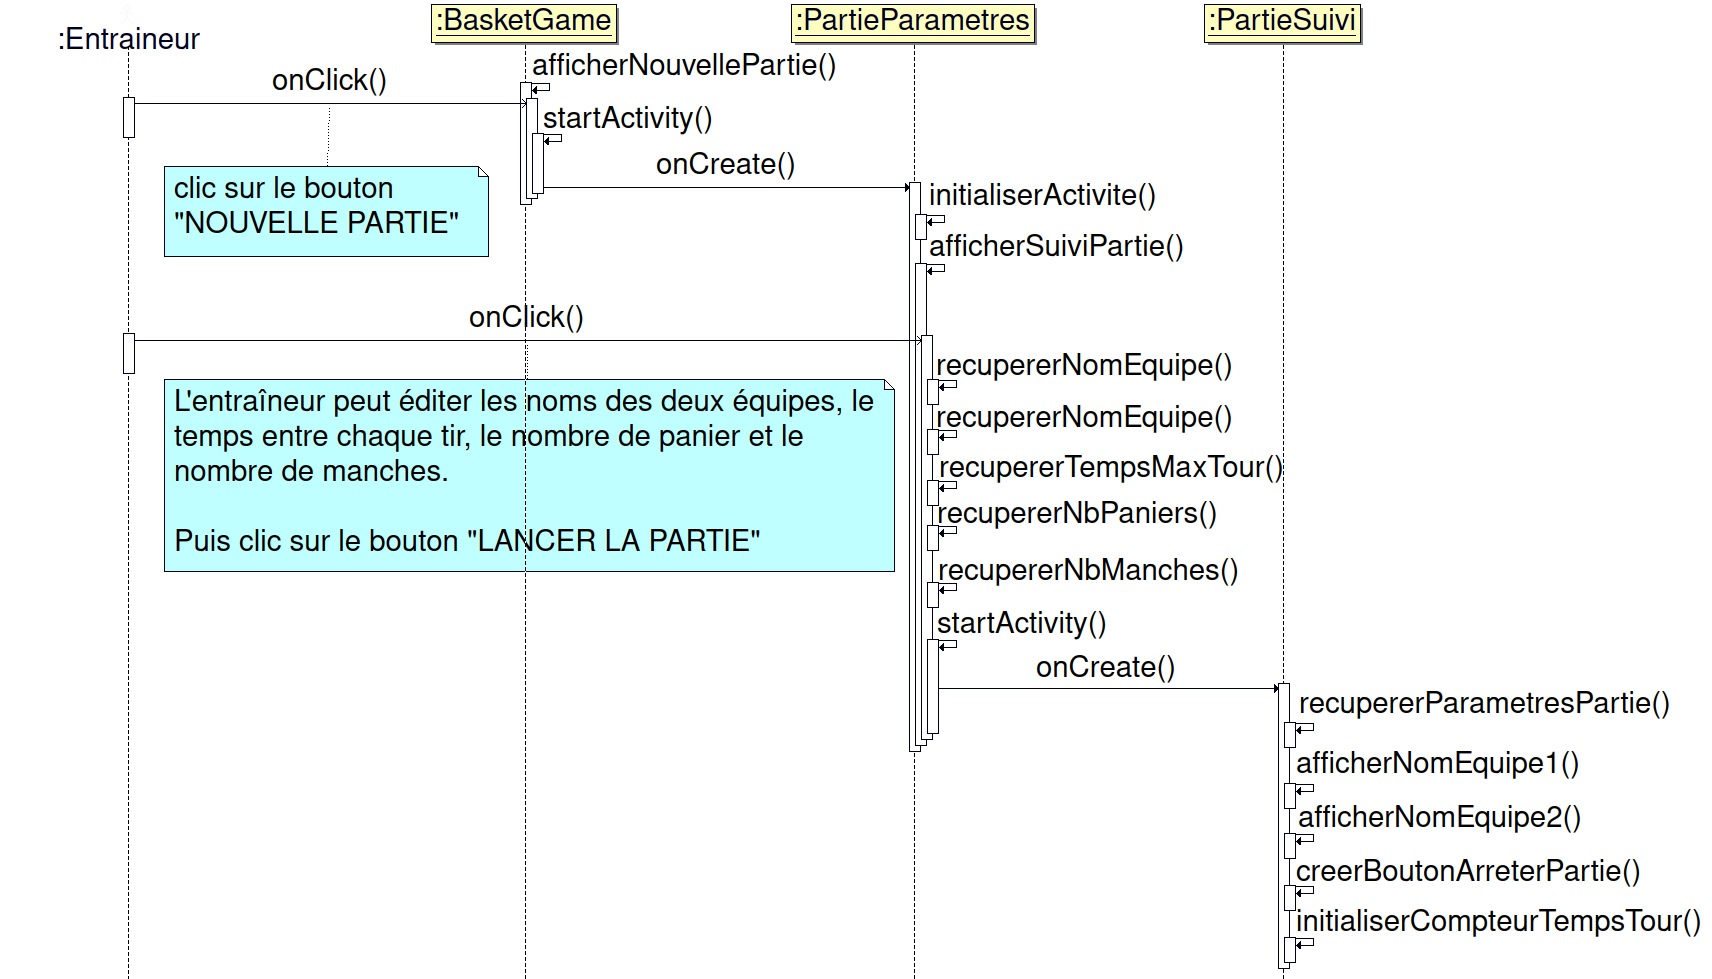 :Entraineur
:BasketGame
:PartieParametres
:PartieSuivi
afficherNouvellePartie()
onClick()
startActivity()
onCreate()
clic sur le bouton
"NOUVELLE PARTIE"
initialiserActivite()
afficherSuiviPartie()
onClick()
L'entraîneur peut éditer les noms des deux équipes, le
temps entre chaque tir, le nombre de panier et le
nombre de manches.
Puis clic sur le bouton "LANCER LA PARTIE"
recupererNomEquipe()
recupererNomEquipe()
recupererTempsMaxTour()
recupererNbPaniers()
recupererNbManches()
startActivity()
onCreate()
recupererParametresPartie()
afficherNomEquipe1()
afficherNomEquipe2()
creerBoutonArreterPartie()
initialiserCompteurTempsTour()